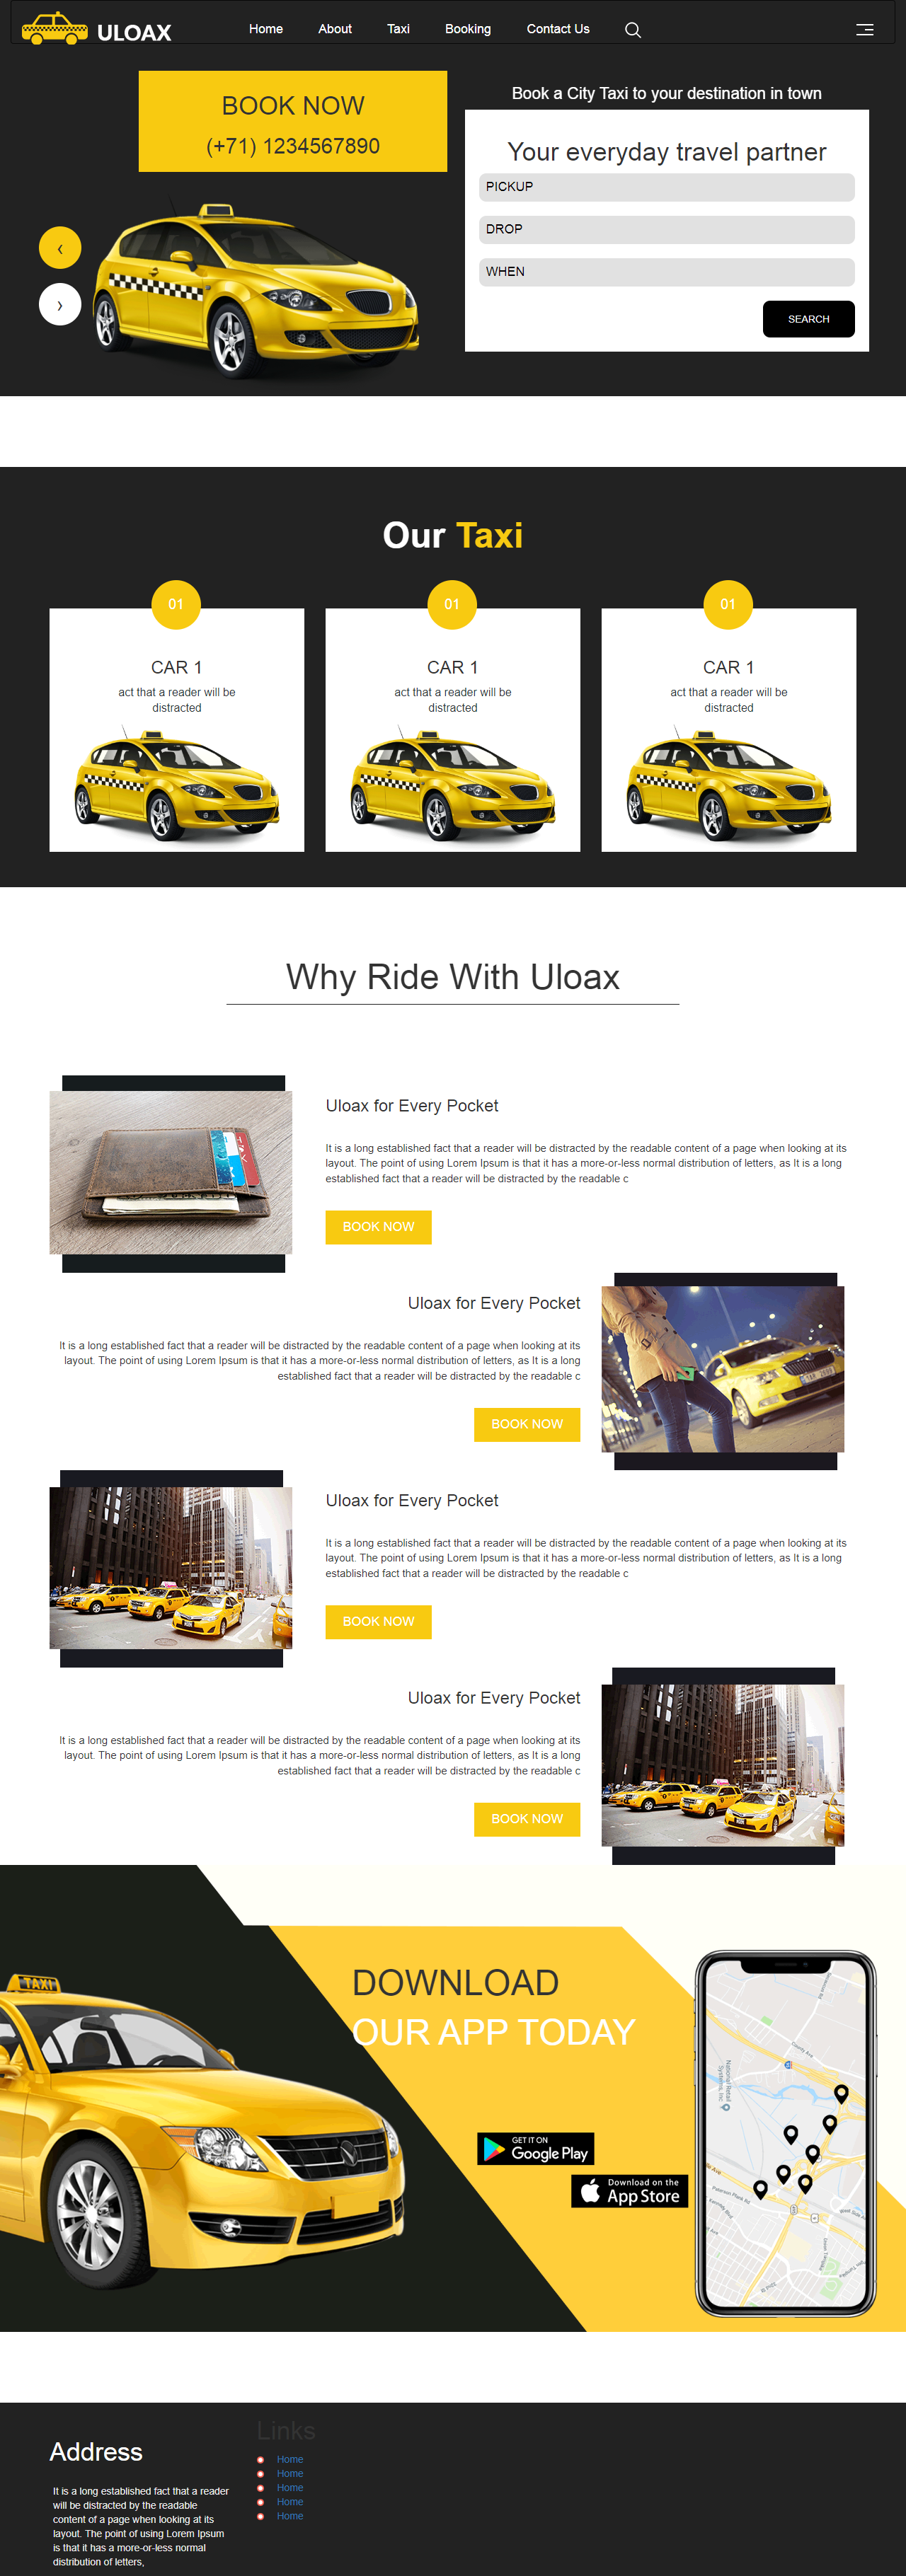 ULOAX
Home
About
Taxi
Booking
Contact Us
BOOK NOW
(+71) 1234567890
Book a City Taxi to your destination in town
Your everyday travel partner
PICKUP
DROP
WHEN
SEARCH
‹
›
Our Taxi
01
CAR 1
act that a reader will be
distracted
01
CAR 1
act that a reader will be
distracted
01
CAR 1
act that a reader will be
distracted
Why Ride With Uloax
Uloax for Every Pocket
It is a long established fact that a reader will be distracted by the readable content of a page when looking at its
layout. The point of using Lorem Ipsum is that it has a more-or-less normal distribution of letters, as It is a long
established fact that a reader will be distracted by the readable c
BOOK NOW
Uloax for Every Pocket
It is a long established fact that a reader will be distracted by the readable content of a page when looking at its
layout. The point of using Lorem Ipsum is that it has a more-or-less normal distribution of letters, as It is a long
established fact that a reader will be distracted by the readable c
BOOK NOW
Uloax for Every Pocket
It is a long established fact that a reader will be distracted by the readable content of a page when looking at its
layout. The point of using Lorem Ipsum is that it has a more-or-less normal distribution of letters, as It is a long
established fact that a reader will be distracted by the readable c
BOOK NOW
Uloax for Every Pocket
It is a long established fact that a reader will be distracted by the readable content of a page when looking at its
layout. The point of using Lorem Ipsum is that it has a more-or-less normal distribution of letters, as It is a long
established fact that a reader will be distracted by the readable c
BOOK NOW
TAXI
DOWNLOAD
OUR APP TODAY
GET IT ON
Google Play
Download on the
App Store
County Ave
National Retail
Systems, Inc
Paterson Plank Rd
Address
It is a long established fact that a reader
will be distracted by the readable
content of a page when looking at its
layout. The point of using Lorem Ipsum
is that it has a more-or-less normal
distribution of letters,
Links
Home
Home
Home
Home
Home